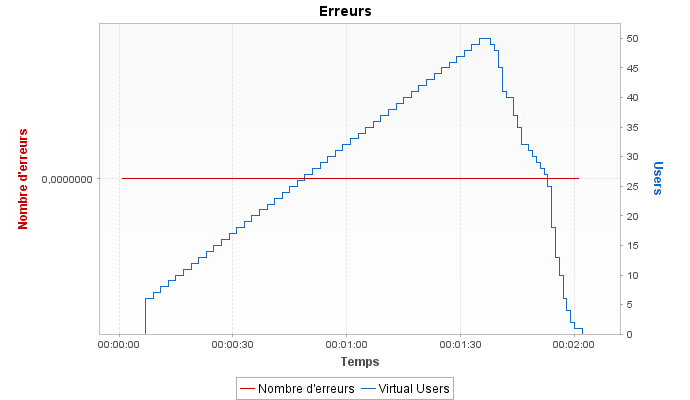 Erreurs
Nombre d'erreurs
0,0000000
50
45
40
35
30
25
20
15
10
5
0
Users
00:00:00 00:00:30 00:01:00 00:01:30 00:02:00
Temps
Nombre d'erreurs Virtual Users